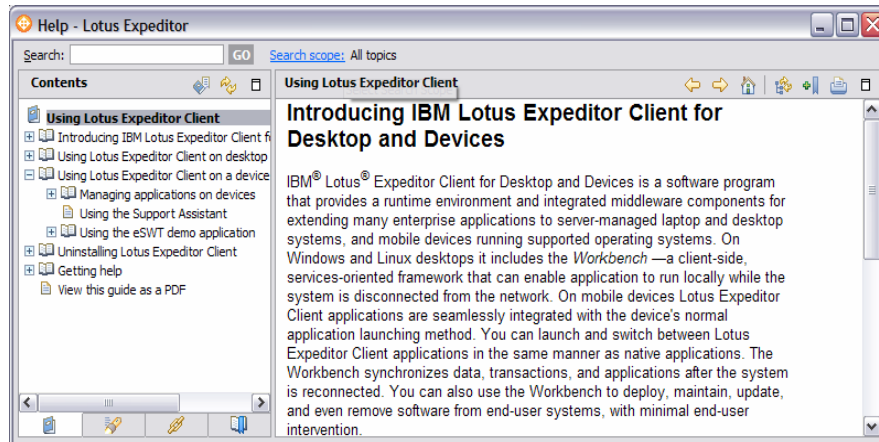 Help - Lotus Expeditor
Search: GO Search scope: All topics
Contents
Using Lotus Expeditor Client
Introducing IBM Lotus Expeditor Client f
Using Lotus Expeditor Client on desktop
Using Lotus Expeditor Client on a device
Managing applications on devices
Using the Support Assistant
Using the eSWT demo application
Uninstalling Lotus Expeditor Client
Getting help
View this guide as a PDF
Using Lotus Expeditor Client
Introducing IBM Lotus Expeditor Client for
Desktop and Devices
IBM® Lotus® Expeditor Client for Desktop and Devices is a software program
that provides a runtime environment and integrated middleware components for
extending many enterprise applications to server-managed laptop and desktop
systems, and mobile devices running supported operating systems. On
Windows and Linux desktops it includes the Workbench —a client-side,
services-oriented framework that can enable application to run locally while the
system is disconnected from the network. On mobile devices Lotus Expeditor
Client applications are seamlessly integrated with the device's normal
application launching method. You can launch and switch between Lotus
Expeditor Client applications in the same manner as native applications. The
Workbench synchronizes data, transactions, and applications after the system
is reconnected. You can also use the Workbench to deploy, maintain, update,
and even remove software from end-user systems, with minimal end-user
intervention.